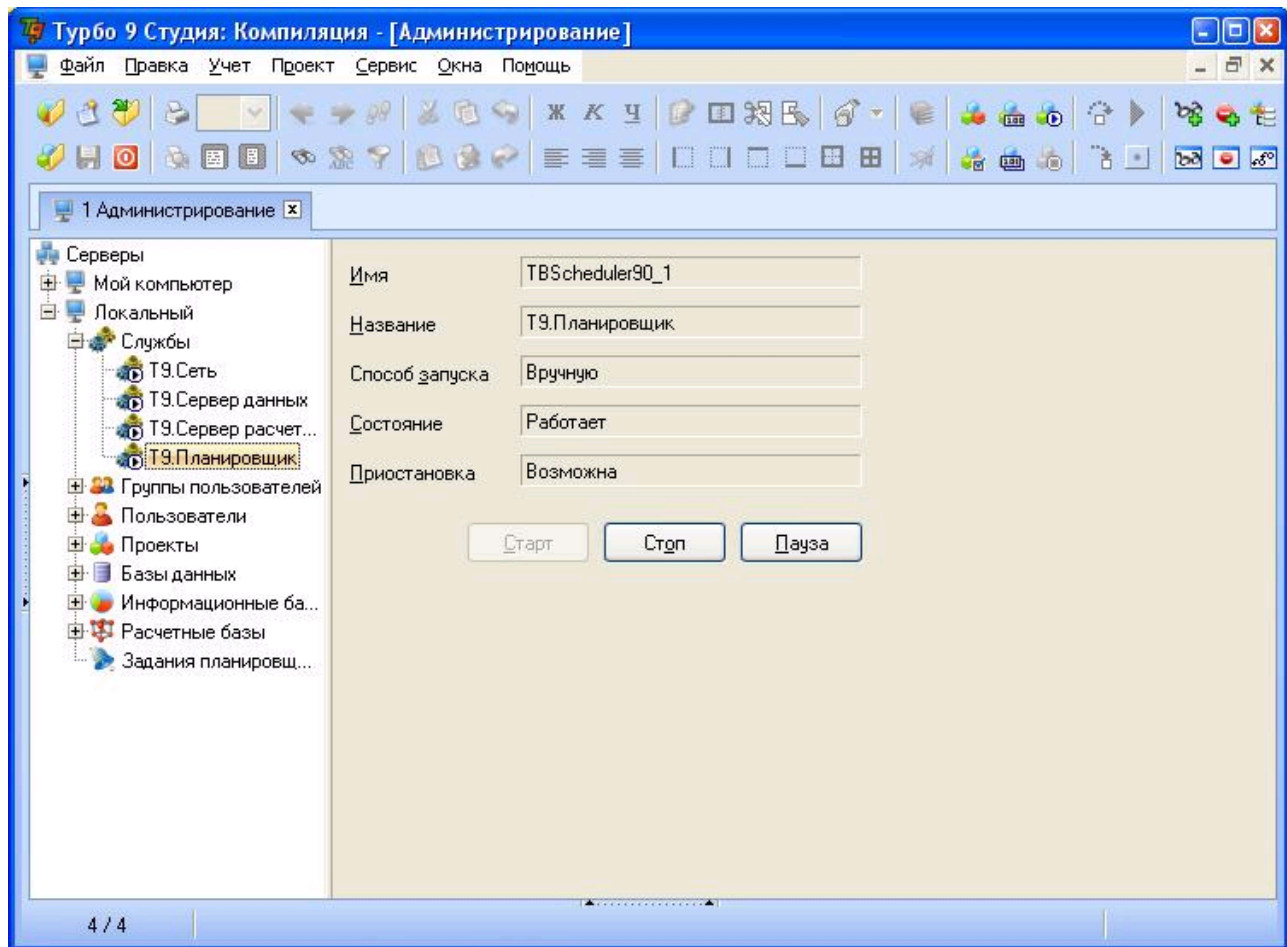 Турбо 9 Студия: Компиляция - [Администрирование]
Файл Правка Учет Проект Сервис Окна Помощь
Ж К Ч
1 Администрирование
Серверы
Мой компьютер
Локальный
Службы
Т9.Сеть
Т9.Сервер данных
Т9.Сервер расчет...
Т9.Планировщик
Группы пользователей
Пользователи
Проекты
Базы данных
Информационные ба...
Расчетные базы
Задания планировщ...
Имя TBScheduler90_1
Название Т9.Планировщик
Способ запуска Вручную
Состояние Работает
Приостановка Возможна
Старт Стоп Пауза
4 / 4